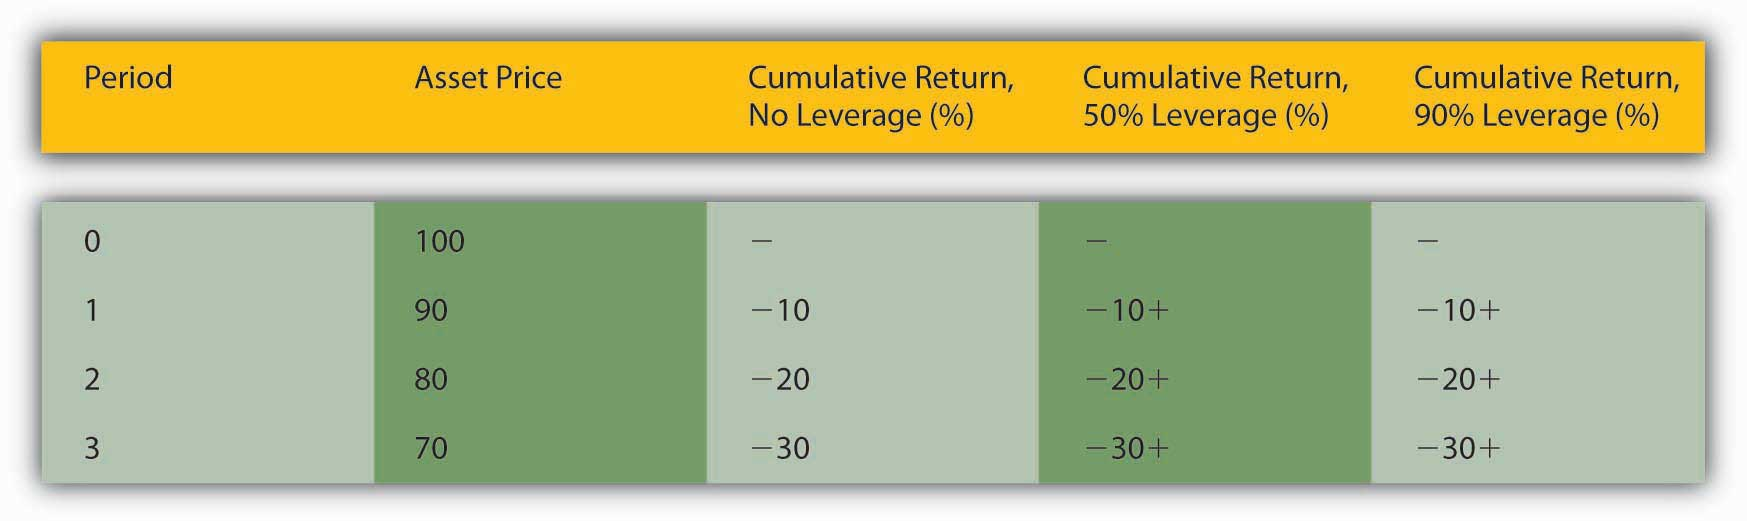 Period Asset Price Cumulative Return, No Leverage (%) Cumulative Return, 50% Leverage (%) Cumulative Return, 90% Leverage (%)
0 100 − − −
1 90 −10 −10+ −10+
2 80 −20 −20+ −20+
3 70 −30 −30+ −30+